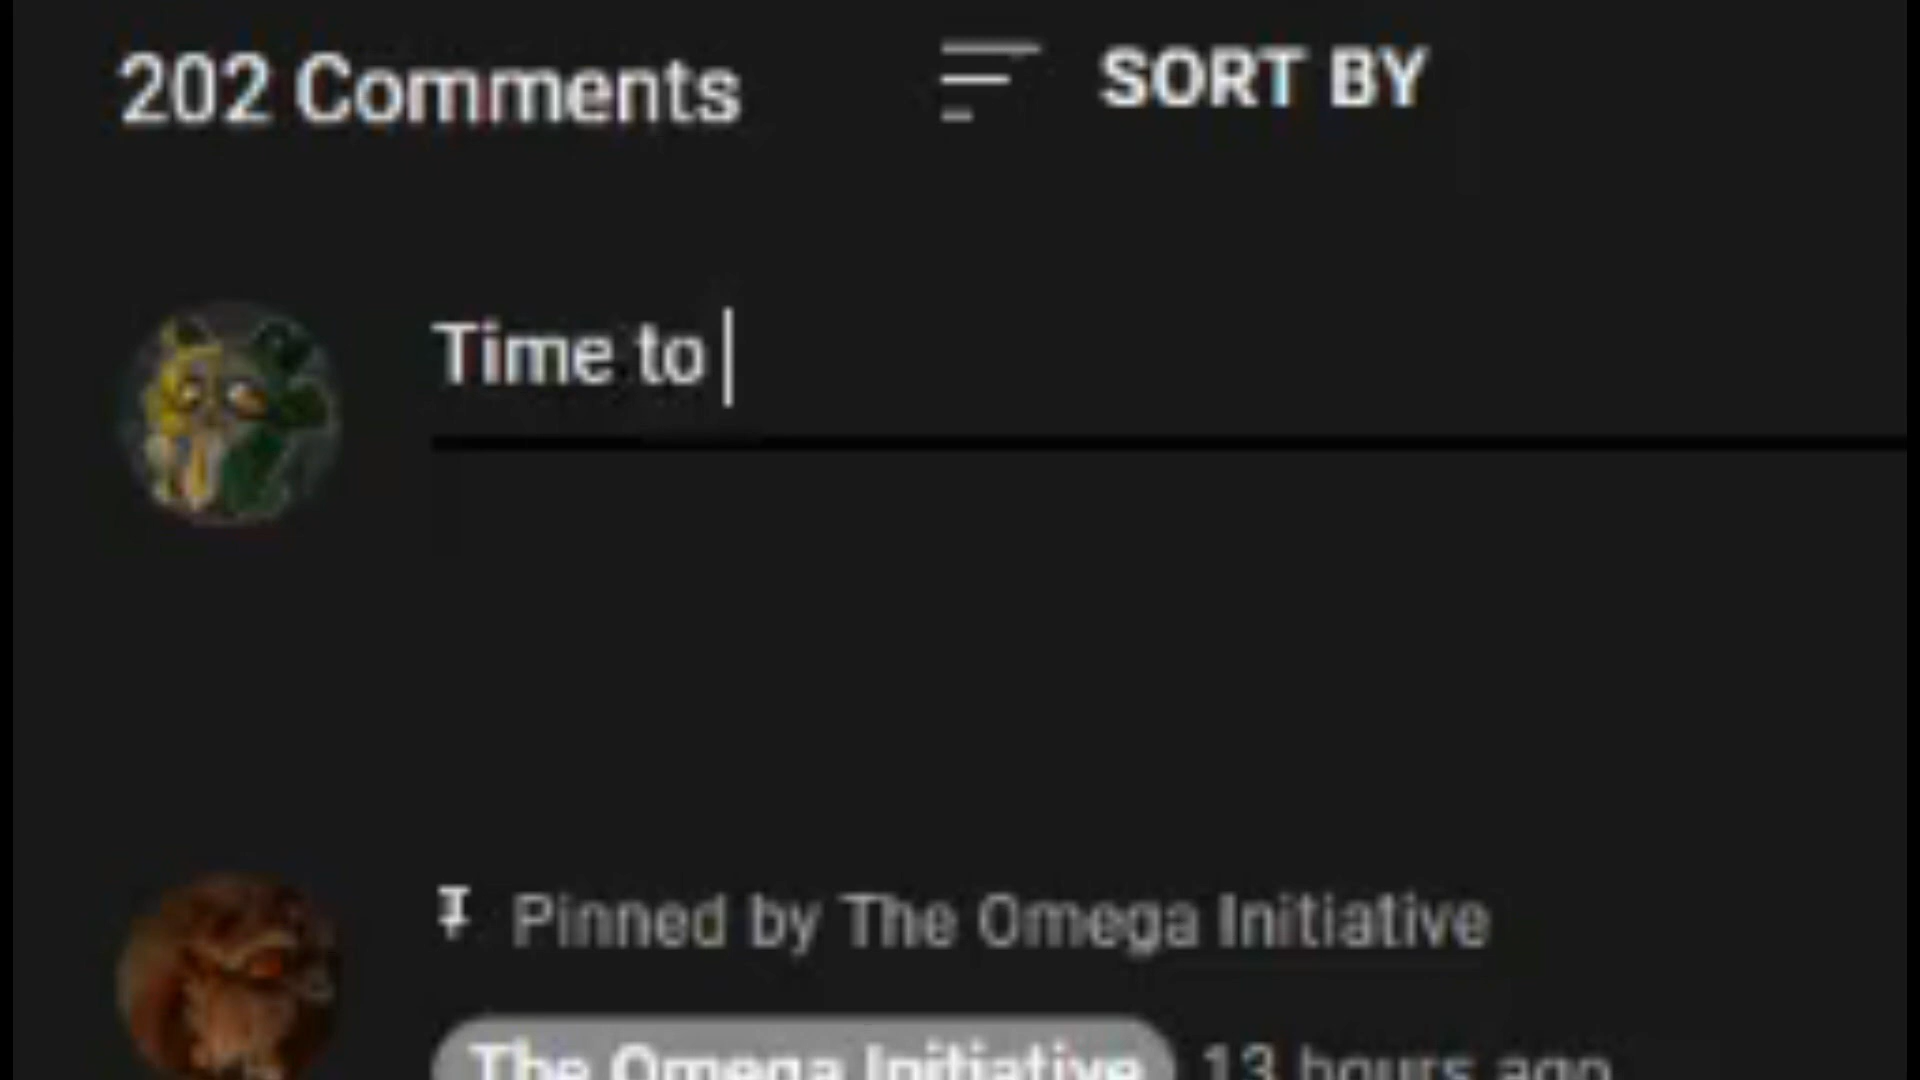 202 Comments
SORT BY
Time to
Pinned by The Omega Initiative
The Omega Initiative 13 hours ago